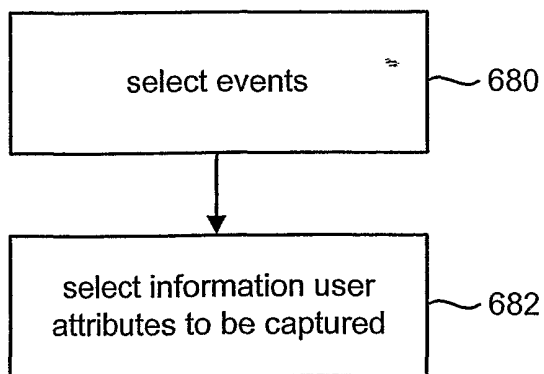 select events
680
select information user
attributes to be captured
682